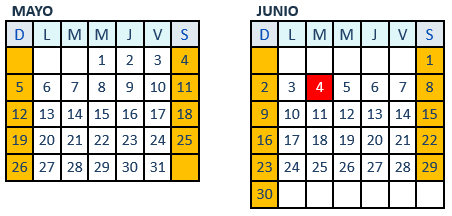 MAYO
D L M M J V S
1 2 3 4
5 6 7 8 9 10 11
12 13 14 15 16 17 18
19 20 21 22 23 24 25
26 27 28 29 30 31
JUNIO
D L M M J V S
1
2 3 4 5 6 7 8
9 10 11 12 13 14 15
16 17 18 19 20 21 22
23 24 25 26 27 28 29
30